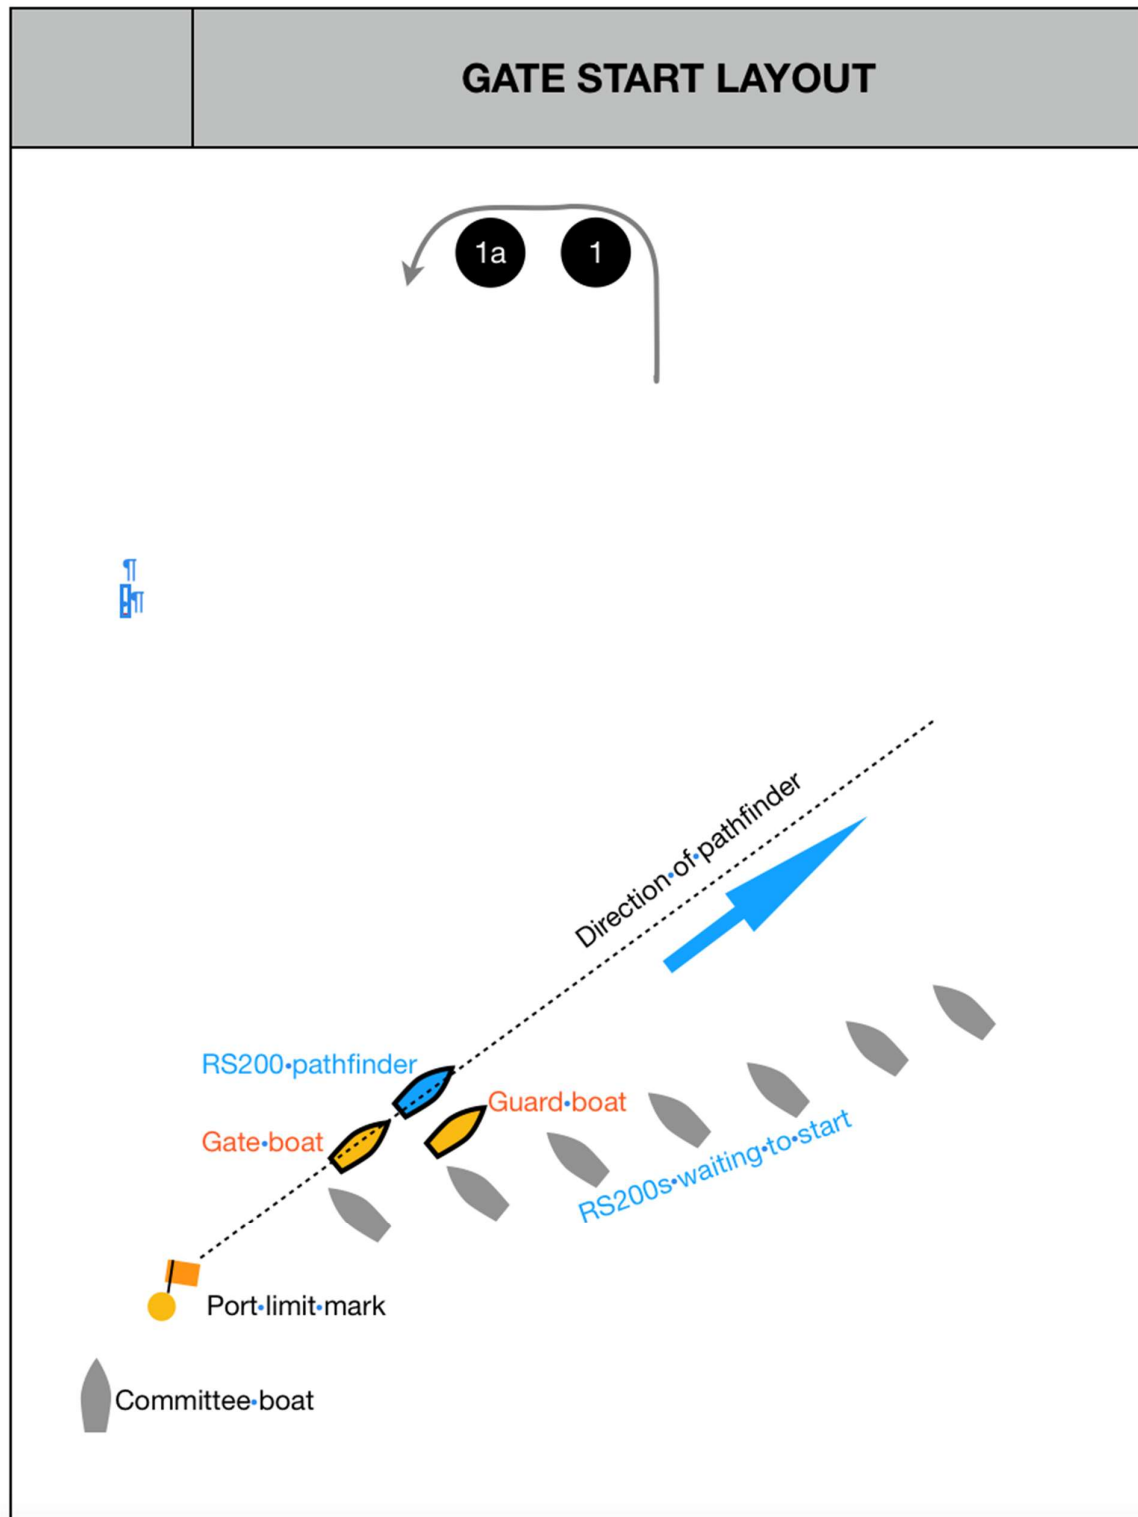 GATE START LAYOUT
1a 1
¶
¶
Direction·of·pathfinder
RS200·pathfinder
Guard·boat
Gate·boat
RS200s·waiting·to·start
Port·limit·mark
Committee·boat